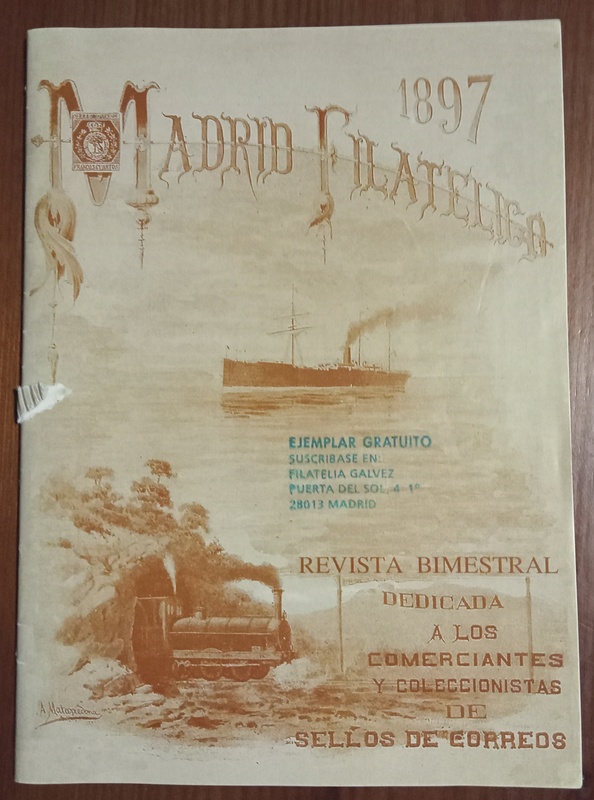 1897
MADRID FILATELICO
EJEMPLAR GRATUITO
SUSCRIBASE EN:
FILATELIA GALVEZ
PUERTA DEL SOL, 4 1º
28013 MADRID
REVISTA BIMESTRAL
DEDICADA
A LOS
COMERCIANTES
Y COLECCIONISTAS
DE
SELLOS DE CORREOS